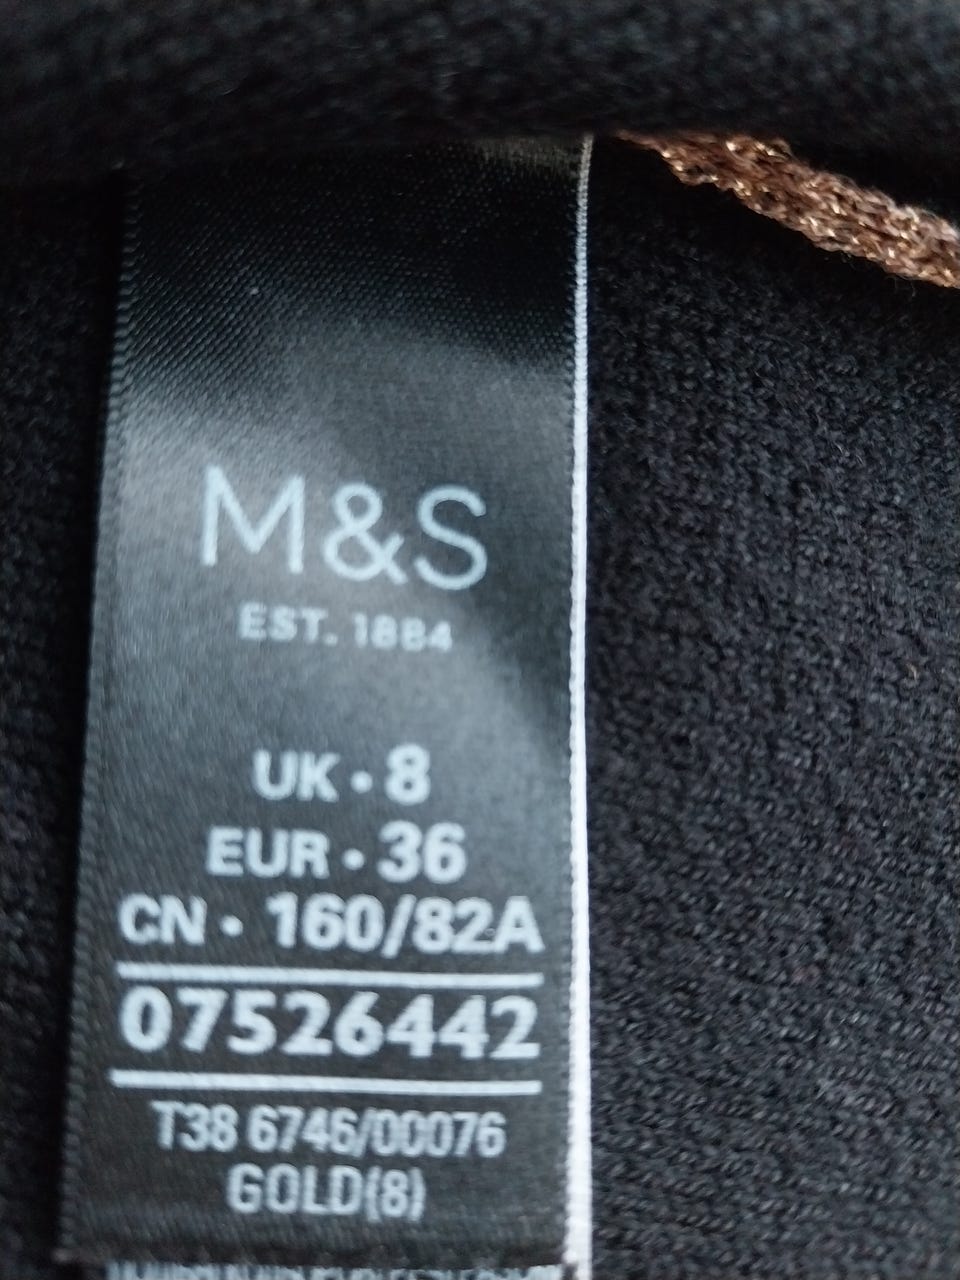 M&S
EST. 1884
UK • 8
EUR • 36
CN • 160/82A
07526442
T38 6746/00076
GOLD(8)